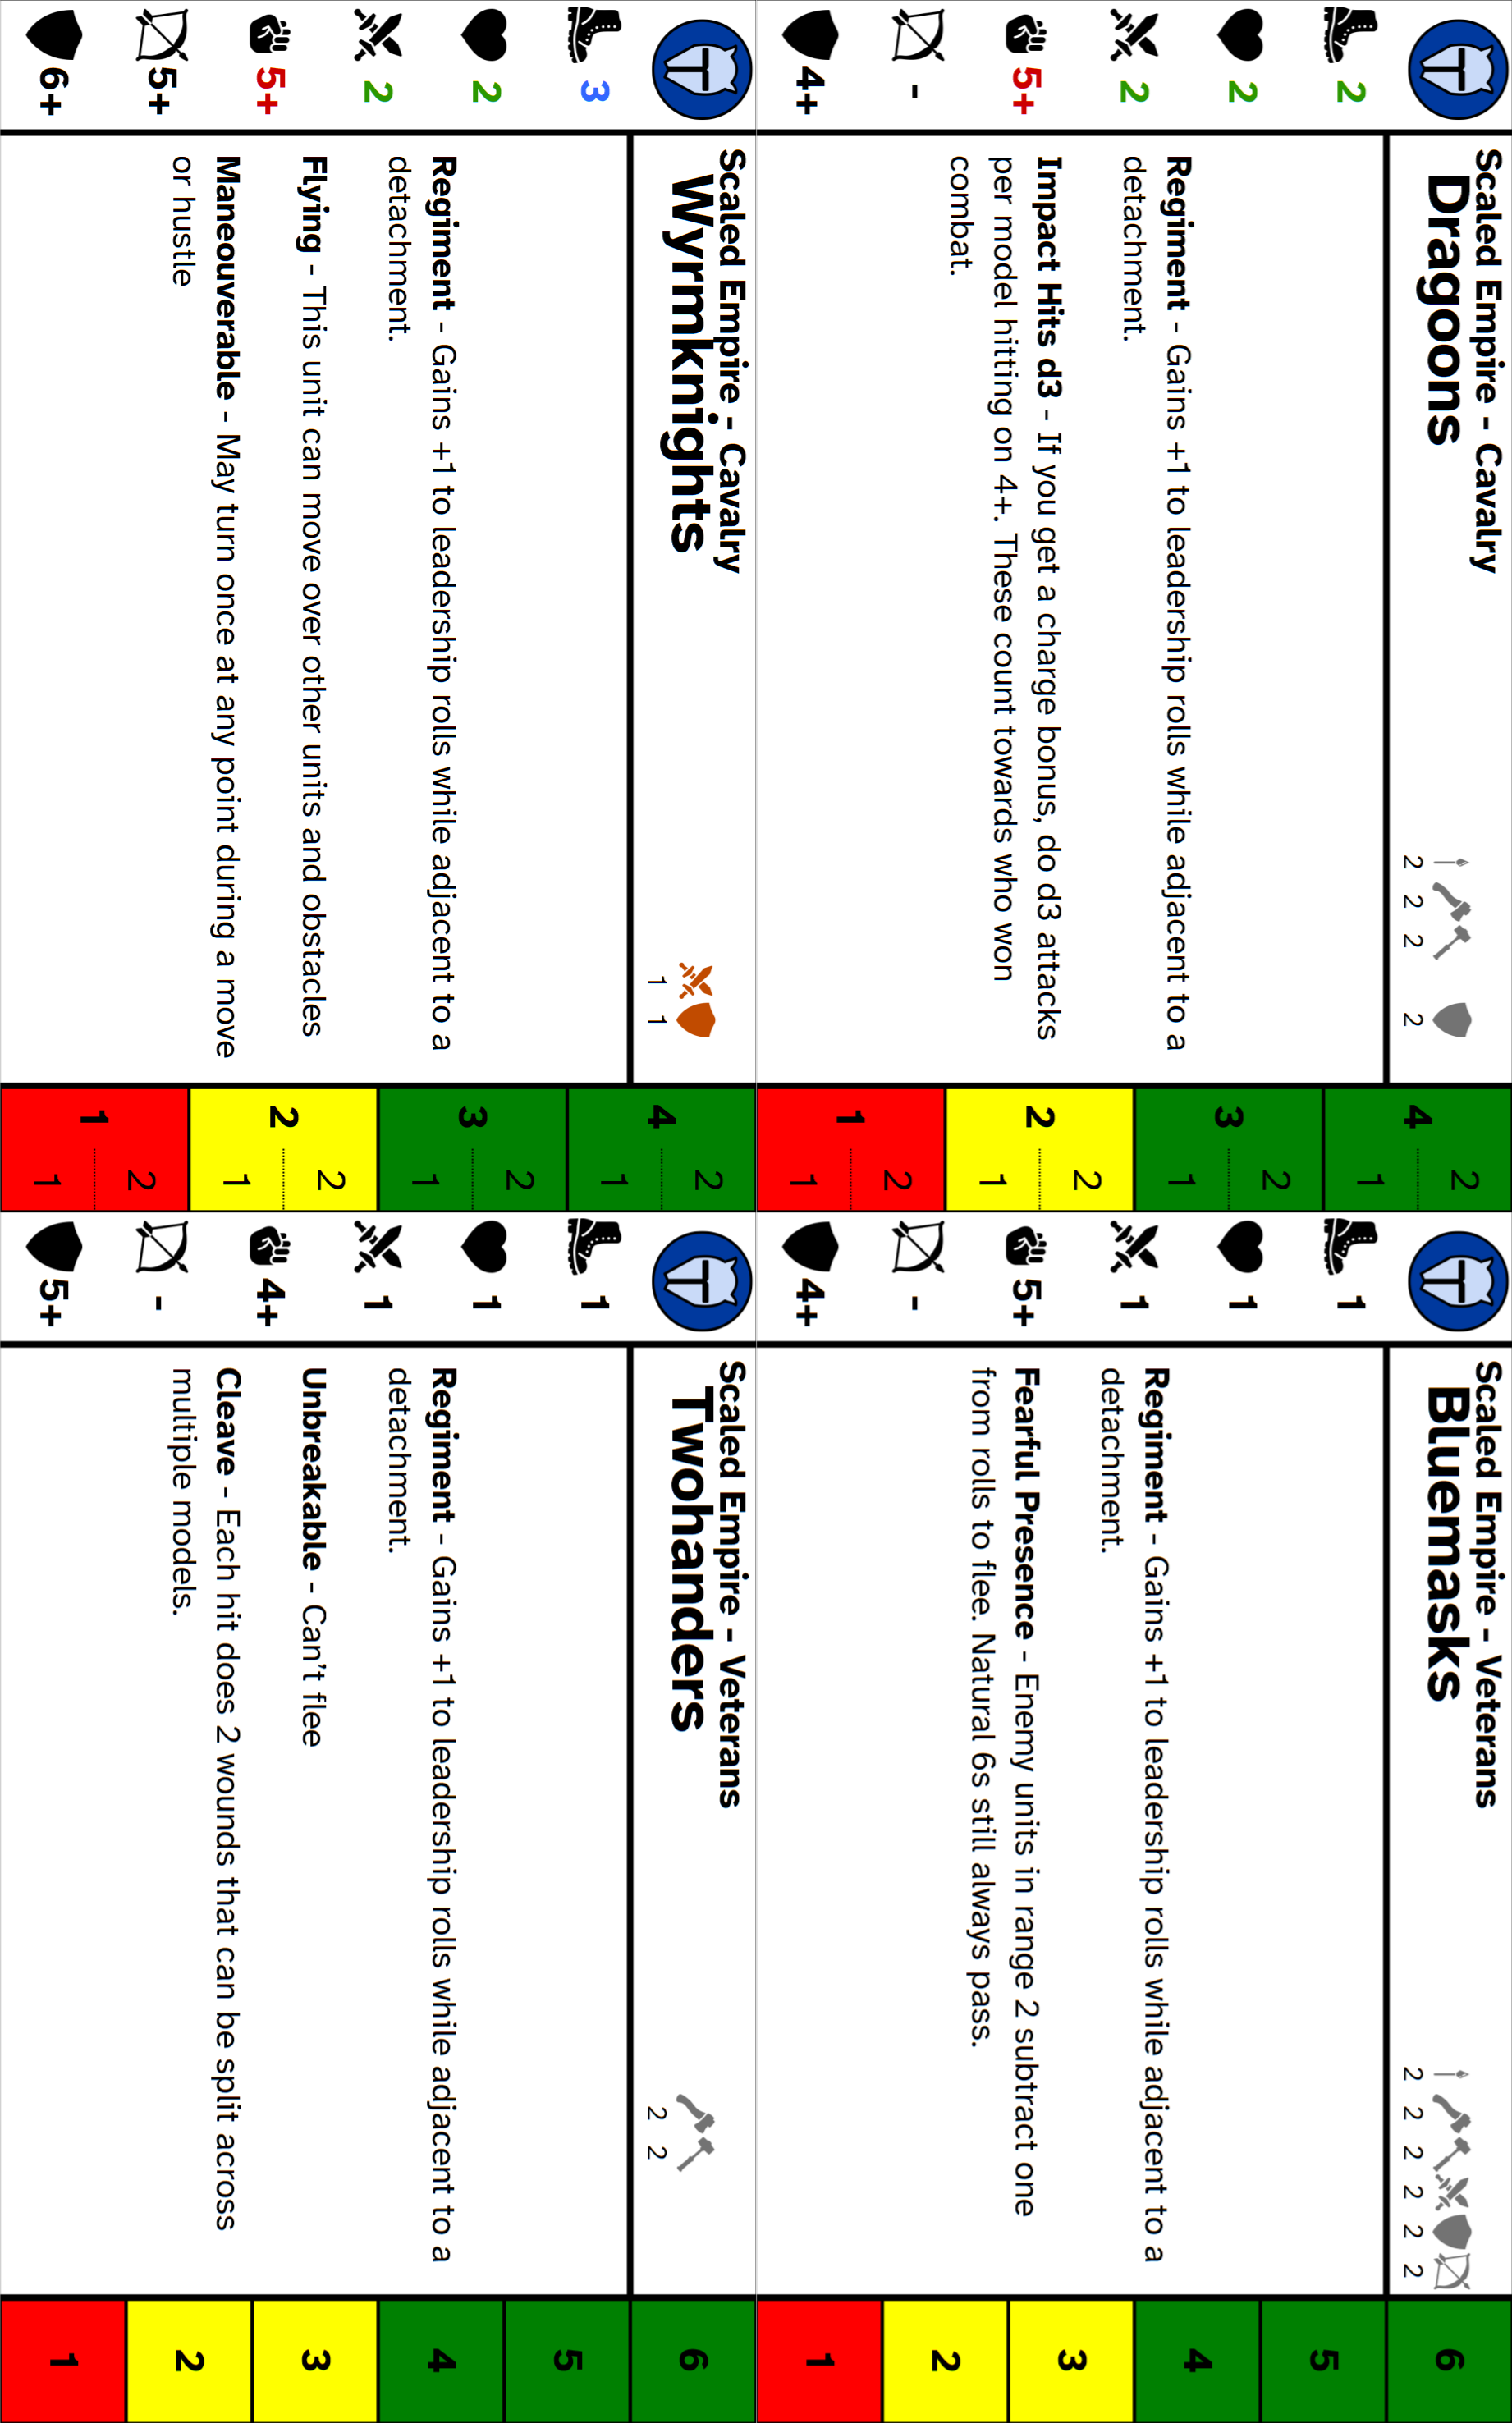 Scaled Empire - Cavalry
Dragoons
2 2 2 2
2
2
2
5+
-
4+
Regiment - Gains +1 to leadership rolls while adjacent to a
detachment.
Impact Hits d3 - If you get a charge bonus, do d3 attacks
per model hitting on 4+. These count towards who won
combat.
4 2
1
3 2
1
2 2
1
1 2
1
Scaled Empire - Veterans
Bluemasks
2 2 2 2 2 2
1
1
1
5+
-
4+
Regiment - Gains +1 to leadership rolls while adjacent to a
detachment.
Fearful Presence - Enemy units in range 2 subtract one
from rolls to flee. Natural 6s still always pass.
6
5
4
3
2
1
Scaled Empire - Cavalry
Wyrmknights
1 1
3
2
2
5+
5+
6+
Regiment - Gains +1 to leadership rolls while adjacent to a
detachment.
Flying - This unit can move over other units and obstacles
Maneouverable - May turn once at any point during a move
or hustle
4 2
1
3 2
1
2 2
1
1 2
1
Scaled Empire - Veterans
Twohanders
2 2
1
1
1
4+
-
5+
Regiment - Gains +1 to leadership rolls while adjacent to a
detachment.
Unbreakable - Can't flee
Cleave - Each hit does 2 wounds that can be split across
multiple models.
6
5
4
3
2
1